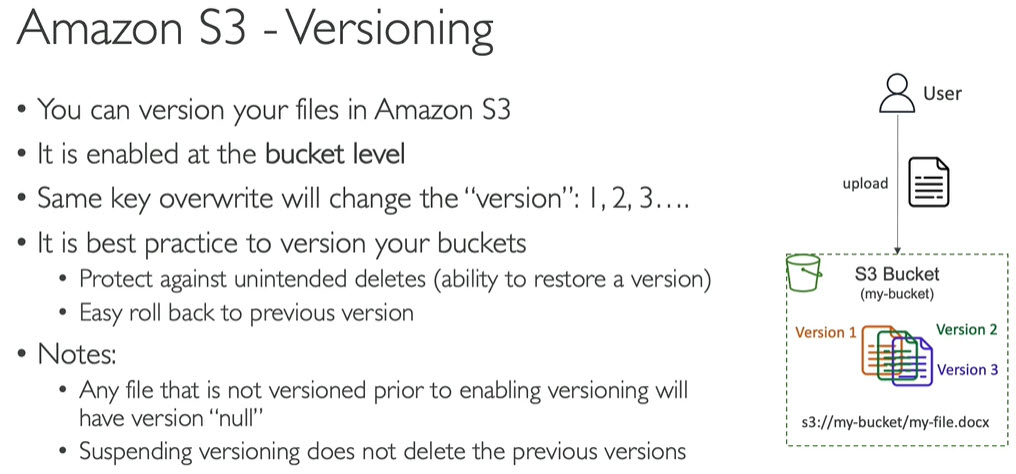 Amazon S3 - Versioning
• You can version your files in Amazon S3
• It is enabled at the bucket level
• Same key overwrite will change the “version”: 1, 2, 3….
• It is best practice to version your buckets
• Protect against unintended deletes (ability to restore a version)
• Easy roll back to previous version
• Notes:
• Any file that is not versioned prior to enabling versioning will
have version “null”
• Suspending versioning does not delete the previous versions
User
upload
S3 Bucket
(my-bucket)
Version 1
Version 2
Version 3
s3://my-bucket/my-file.docx